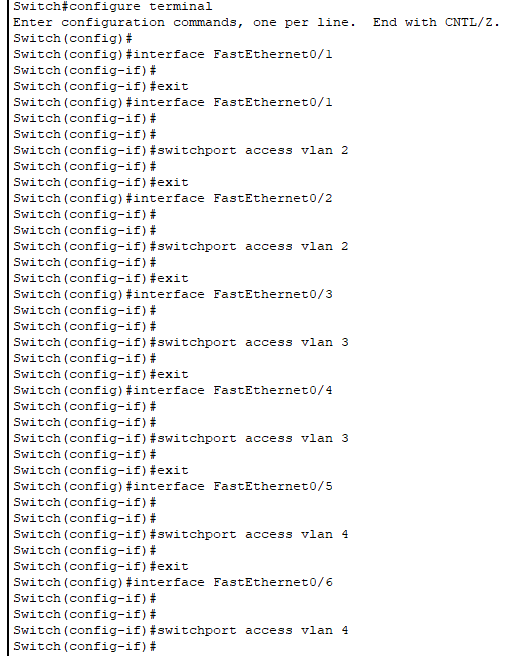 Switch#configure terminal
Enter configuration commands, one per line.  End with CNTL/Z.
Switch(config)#
Switch(config)#interface FastEthernet0/1
Switch(config-if)#
Switch(config-if)#exit
Switch(config)#interface FastEthernet0/1
Switch(config-if)#
Switch(config-if)#
Switch(config-if)#switchport access vlan 2
Switch(config-if)#
Switch(config-if)#exit
Switch(config)#interface FastEthernet0/2
Switch(config-if)#
Switch(config-if)#
Switch(config-if)#switchport access vlan 2
Switch(config-if)#
Switch(config-if)#exit
Switch(config)#interface FastEthernet0/3
Switch(config-if)#
Switch(config-if)#
Switch(config-if)#switchport access vlan 3
Switch(config-if)#
Switch(config-if)#exit
Switch(config)#interface FastEthernet0/4
Switch(config-if)#
Switch(config-if)#
Switch(config-if)#switchport access vlan 3
Switch(config-if)#
Switch(config-if)#exit
Switch(config)#interface FastEthernet0/5
Switch(config-if)#
Switch(config-if)#
Switch(config-if)#switchport access vlan 4
Switch(config-if)#
Switch(config-if)#exit
Switch(config)#interface FastEthernet0/6
Switch(config-if)#
Switch(config-if)#
Switch(config-if)#switchport access vlan 4
Switch(config-if)#